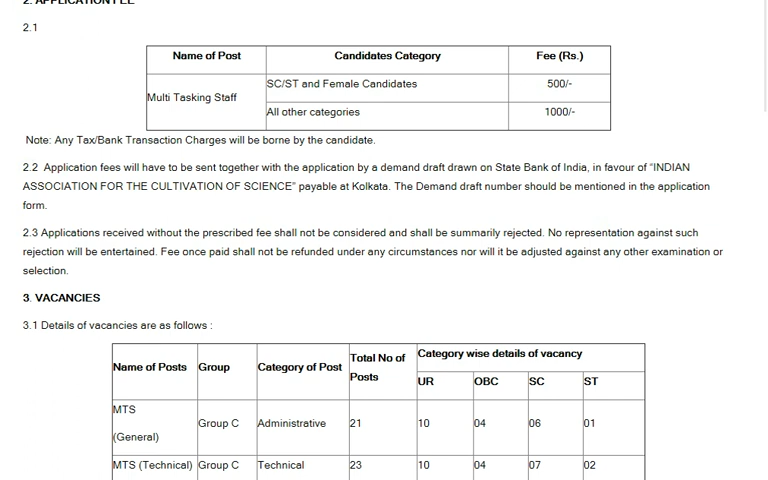 2. APPLICATION FEE
2.1
Name of Post Candidates Category Fee (Rs.)
Multi Tasking Staff SC/ST and Female Candidates 500/-
All other categories 1000/-
Note: Any Tax/Bank Transaction Charges will be borne by the candidate.
2.2 Application fees will have to be sent together with the application by a demand draft drawn on State Bank of India, in favour of “INDIAN
ASSOCIATION FOR THE CULTIVATION OF SCIENCE” payable at Kolkata. The Demand draft number should be mentioned in the application
form.
2.3 Applications received without the prescribed fee shall not be considered and shall be summarily rejected. No representation against such
rejection will be entertained. Fee once paid shall not be refunded under any circumstances nor will it be adjusted against any other examination or
selection.
3. VACANCIES
3.1 Details of vacancies are as follows :
Name of Posts Group Category of Post Total No of Posts Category wise details of vacancy
UR OBC SC ST
MTS
(General) Group C Administrative 21 10 04 06 01
MTS (Technical) Group C Technical 23 10 04 07 02